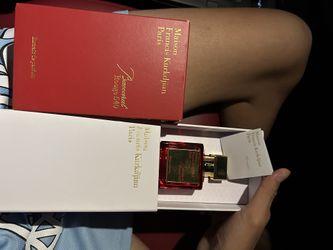 Maison
Francis Kurkdjian
Paris
Baccarat
Rouge 540
Extrait de parfum
Maison
Francis Kurkdjian
Paris